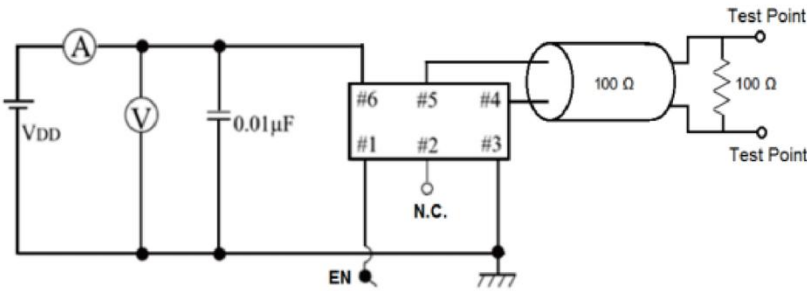 Test Point
A
100 Ω
100 Ω
#6 #5 #4
VDD
V
0.01µF
#1 #2 #3
Test Point
N.C.
EN